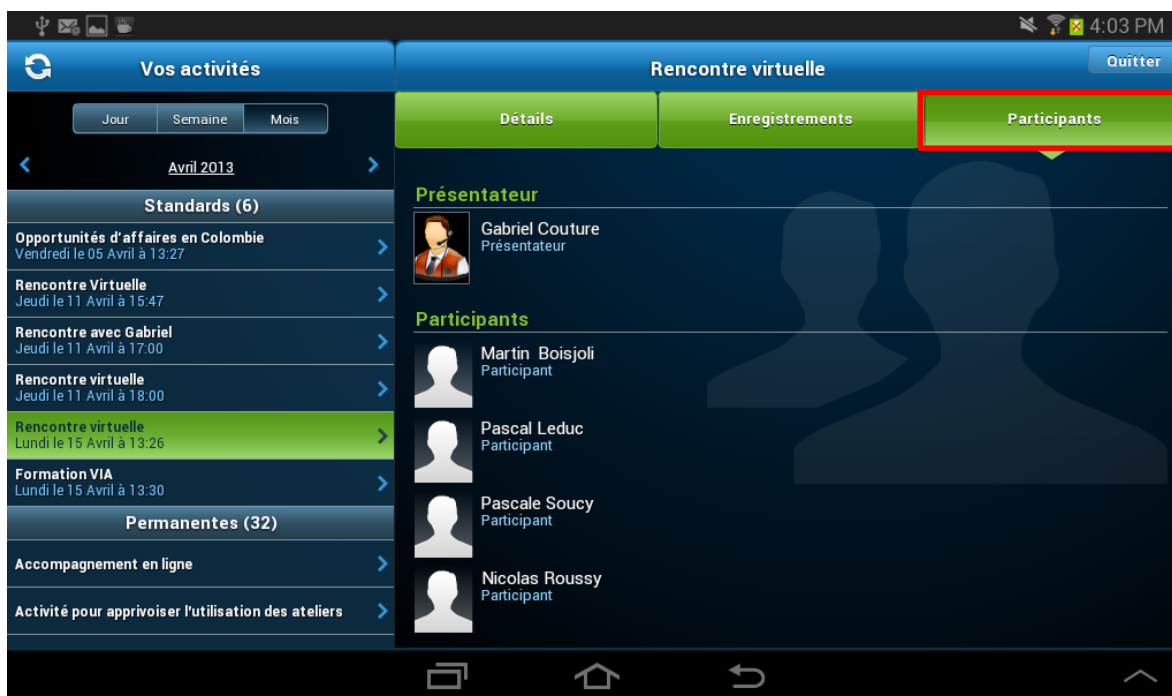 4:03 PM
Vos activités
Jour Semaine Mois
Avril 2013
Standards (6)
Opportunités d'affaires en Colombie
Vendredi le 05 Avril à 13:27
Rencontre Virtuelle
Jeudi le 11 Avril à 15:47
Rencontre avec Gabriel
Jeudi le 11 Avril à 17:00
Rencontre virtuelle
Jeudi le 11 Avril à 18:00
Rencontre virtuelle
Lundi le 15 Avril à 13:26
Formation VIA
Lundi le 15 Avril à 13:30
Permanentes (32)
Accompagnement en ligne
Activité pour apprivoiser l'utilisation des ateliers
Rencontre virtuelle
Quitter
Détails Enregistrements Participants
Présentateur
Gabriel Couture
Présentateur
Participants
Martin Boisjoli
Participant
Pascal Leduc
Participant
Pascale Soucy
Participant
Nicolas Roussy
Participant